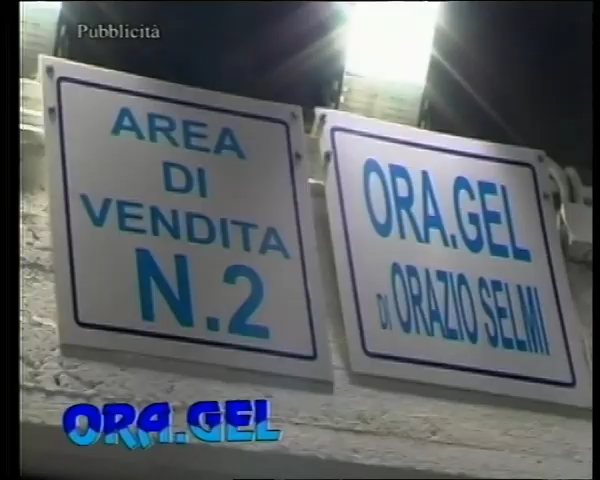 Pubblicità
AREA
DI
VENDITA
N.2
ORA.GEL
DI ORAZIO SELMI
ORA.GEL